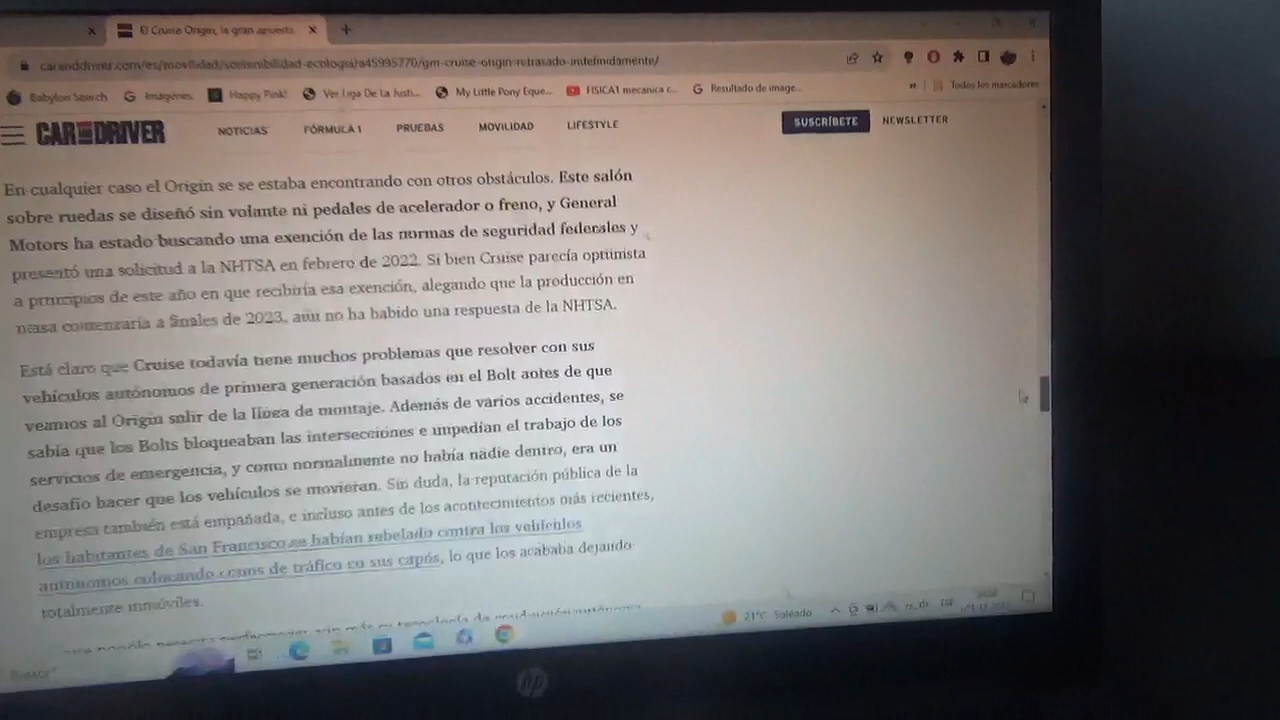 El Cruise Origin, la gran apuesta
caranddriver.com/es/movilidad/sostenibilidad-ecologia/a45995770/gm-cruise-origin-retrasado-indefinidamente/
Babylon Search Imágenes Happy Pink! Ver Liga De La Justi... My Little Pony Eque... FISICA1 mecanica c... Resultado de image... » Todos los marcadores
CAR AND DRIVER NOTICIAS FÓRMULA 1 PRUEBAS MOVILIDAD LIFESTYLE SUSCRÍBETE NEWSLETTER
En cualquier caso el Origin se se estaba encontrando con otros obstáculos. Este salón
sobre ruedas se diseñó sin volante ni pedales de acelerador o freno, y General
Motors ha estado buscando una exención de las normas de seguridad federales y
presentó una solicitud a la NHTSA en febrero de 2022. Si bien Cruise parecía optimista
a principios de este año en que recibiría esa exención, alegando que la producción en
masa comenzaría a finales de 2023, aun no ha habido una respuesta de la NHTSA.
Está claro que Cruise todavía tiene muchos problemas que resolver con sus
vehículos autónomos de primera generación basados en el Bolt antes de que
veamos al Origin salir de la línea de montaje. Además de varios accidentes, se
sabía que los Bolts bloqueaban las intersecciones e impedían el trabajo de los
servicios de emergencia, y como normalmente no había nadie dentro, era un
desafío hacer que los vehículos se movieran. Sin duda, la reputación pública de la
empresa también está empañada, e incluso antes de los acontecimientos más recientes,
los habitantes de San Francisco se habían rebelado contra los vehículos
autónomos colocando conos de tráfico en sus capós, lo que los acababa dejando
totalmente inmóviles.
21°C Soleado
hp